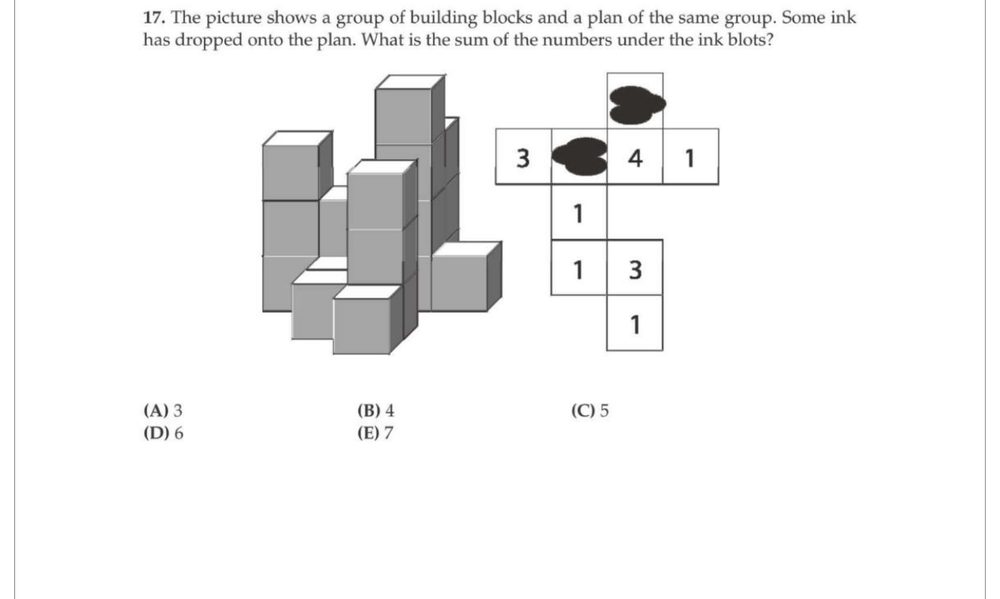 17. The picture shows a group of building blocks and a plan of the same group. Some ink
has dropped onto the plan. What is the sum of the numbers under the ink blots?
3 4 1
1
1 3
1
(A) 3 (B) 4 (C) 5
(D) 6 (E) 7